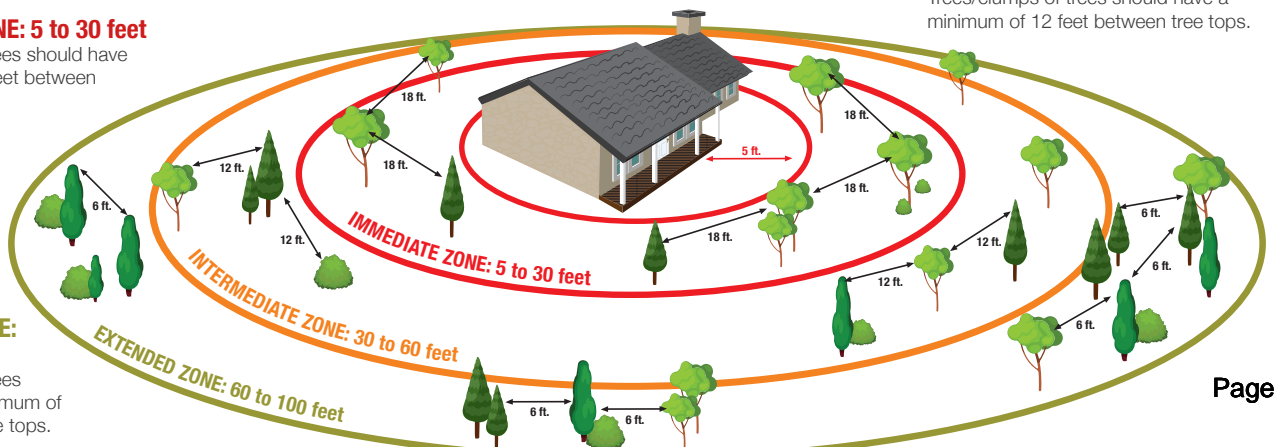 Trees/clumps of trees should have a
minimum of 12 feet between tree tops.
NE: 5 to 30 feet
ees should have
eet between
18 ft.
18 ft.
18 ft.
18 ft.
18 ft.
5 ft.
12 ft.
12 ft.
12 ft.
12 ft.
6 ft.
6 ft.
6 ft.
6 ft.
6 ft.
6 ft.
IMMEDIATE ZONE: 5 to 30 feet
INTERMEDIATE ZONE: 30 to 60 feet
EXTENDED ZONE: 60 to 100 feet
E:
ees
mum of
e tops.
Page